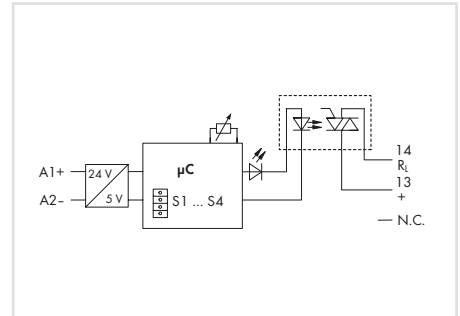 A1+
A2–
24 V
5 V
µC
S1 ... S4
14
RL
13
+
N.C.